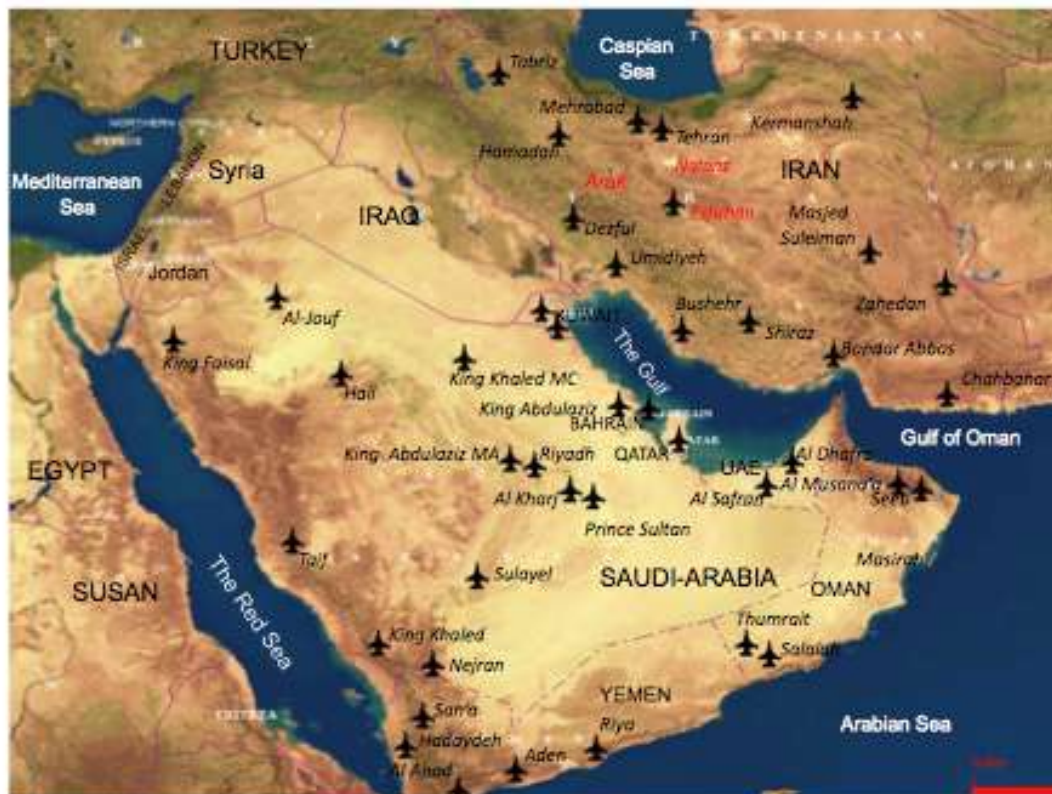 TURKEY
Tabriz
Caspian
Sea
TURKMENISTAN
Mehrabad
Tehran
Kermanshah
Hamadan
Natanz
IRAN
Arak
Syria
LEBANON
Mediterranean
Sea
IRAQ
Dezful
Masjed
Suleiman
Umidiyeh
ISRAEL
Jordan
Al-Jouf
KUWAIT
Bushehr
Shiraz
Zahedan
King Faisal
Hail
King Khaled MC
The Gulf
Bandar Abbas
Chahbahar
King Abdulaziz
BAHRAIN
QATAR
Gulf of Oman
EGYPT
King. Abdulaziz MA
Riyadh
UAE
Al Dhafra
Al Kharj
Al Safran
Al Musana'a
Seeb
Prince Sultan
Taif
Masirah
SUSAN
The Red Sea
Sulayel
SAUDI-ARABIA
OMAN
Thumrait
King Khaled
Salalah
Nejran
YEMEN
San'a
Riya
Arabian Sea
Hadaydeh
Aden
Al Anad
ERITREA